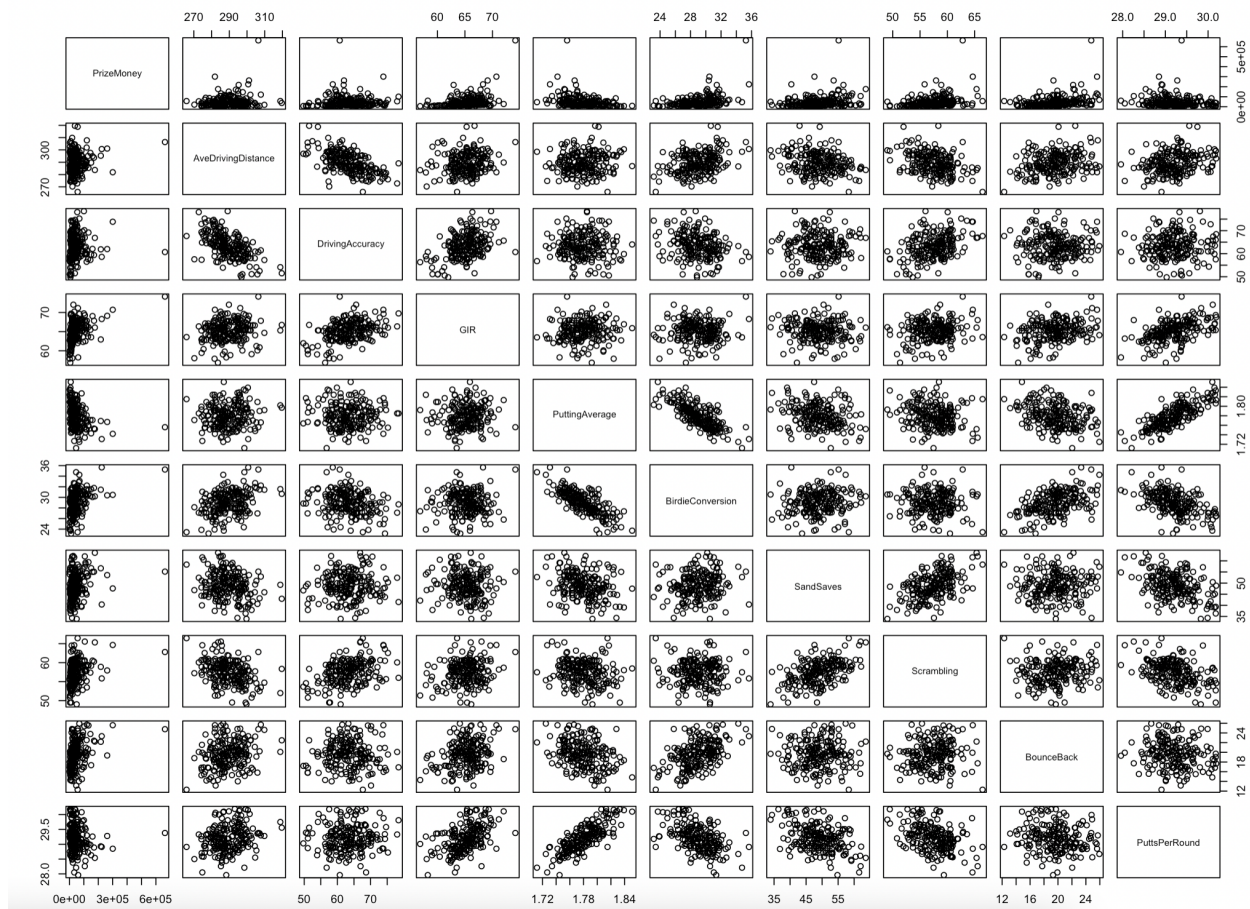 270 290 310 60 65 70 24 28 32 36 50 55 60 65 28.0 29.0 30.0
PrizeMoney 0e+00 5e+05
270 300 AveDrivingDistance
DrivingAccuracy 50 60 70
60 70 GIR
PuttingAverage 1.72 1.80
24 30 36 BirdieConversion
SandSaves 35 50
50 60 Scrambling
BounceBack 12 18 24
28.0 29.5 PuttsPerRound
0e+00 3e+05 6e+05 50 60 70 1.72 1.78 1.84 35 45 55 12 16 20 24